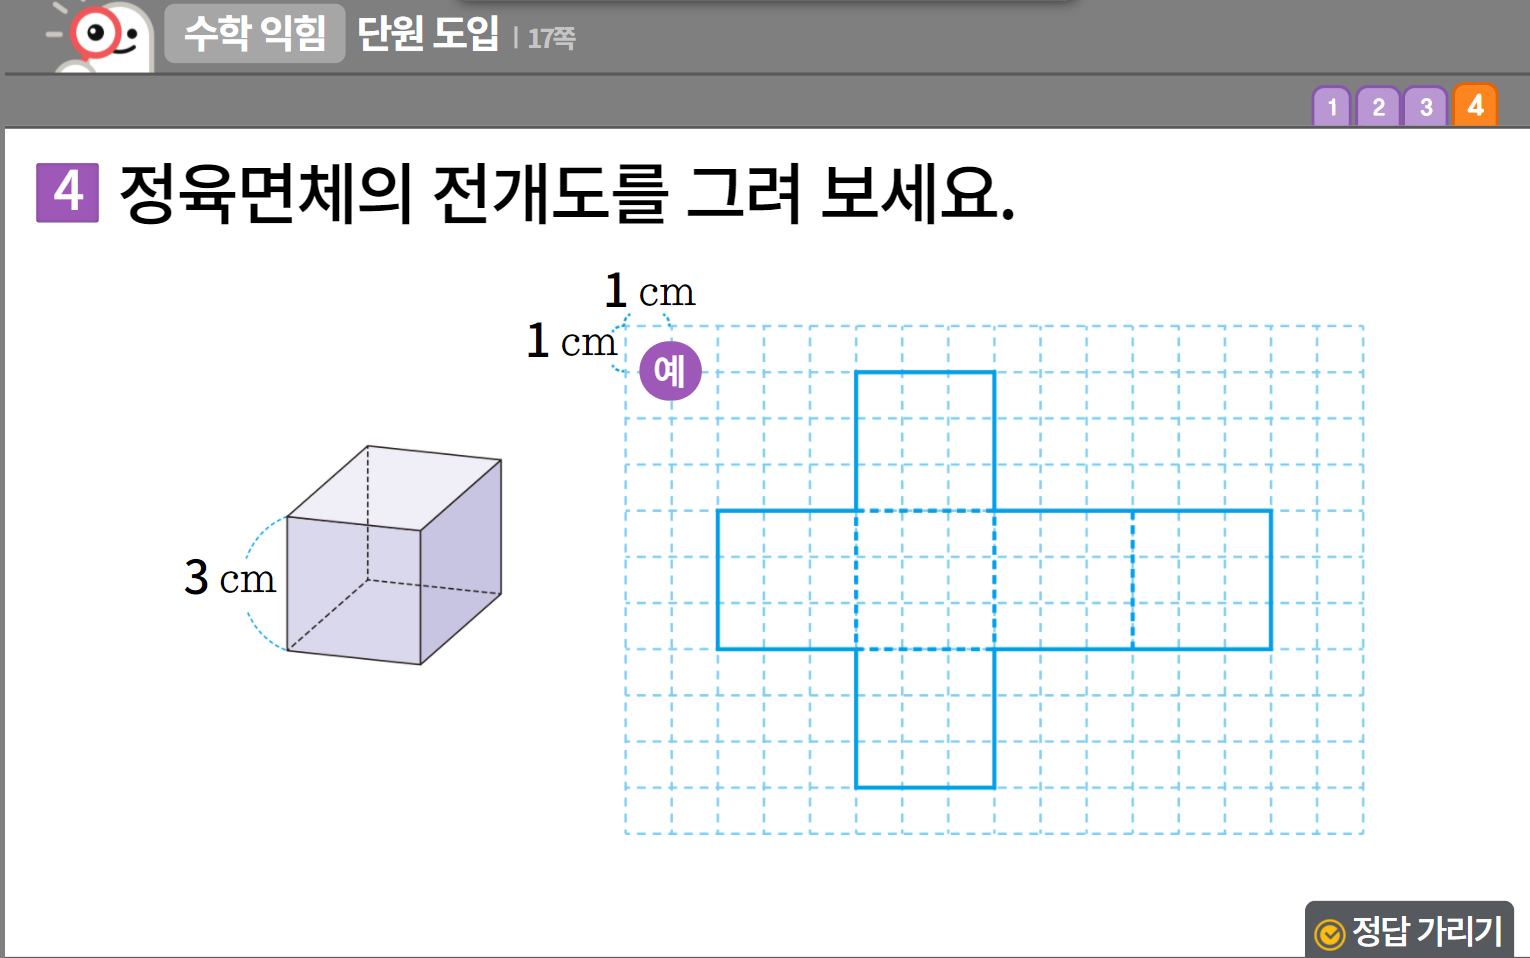 수학 익힘 단원 도입 | 17쪽
1 2 3 4
4 정육면체의 전개도를 그려 보세요.
1 cm
1 cm
예
3 cm
정답 가리기